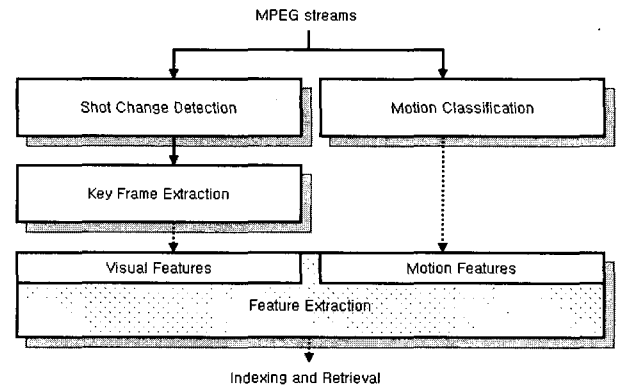 MPEG streams
Shot Change Detection
Motion Classification
Key Frame Extraction
Visual Features
Motion Features
Feature Extraction
Indexing and Retrieval